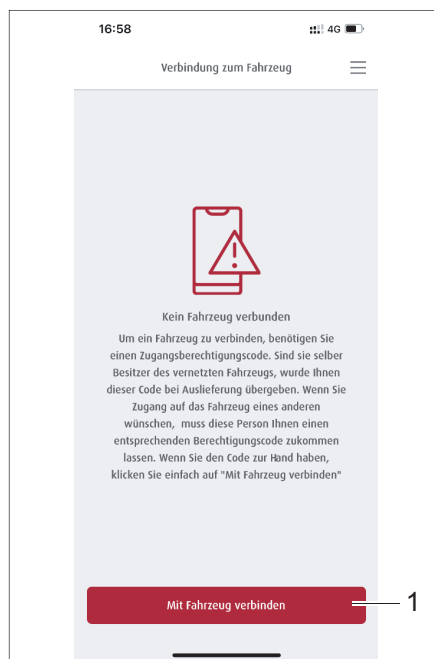 16:58 4G
Verbindung zum Fahrzeug
Kein Fahrzeug verbunden
Um ein Fahrzeug zu verbinden, benötigen Sie
einen Zugangsberechtigungscode. Sind sie selber
Besitzer des vernetzten Fahrzeugs, wurde Ihnen
dieser Code bei Auslieferung übergeben. Wenn Sie
Zugang auf das Fahrzeug eines anderen
wünschen, muss diese Person Ihnen einen
entsprechenden Berechtigungscode zukommen
lassen. Wenn Sie den Code zur Hand haben,
klicken Sie einfach auf "Mit Fahrzeug verbinden"
Mit Fahrzeug verbinden 1